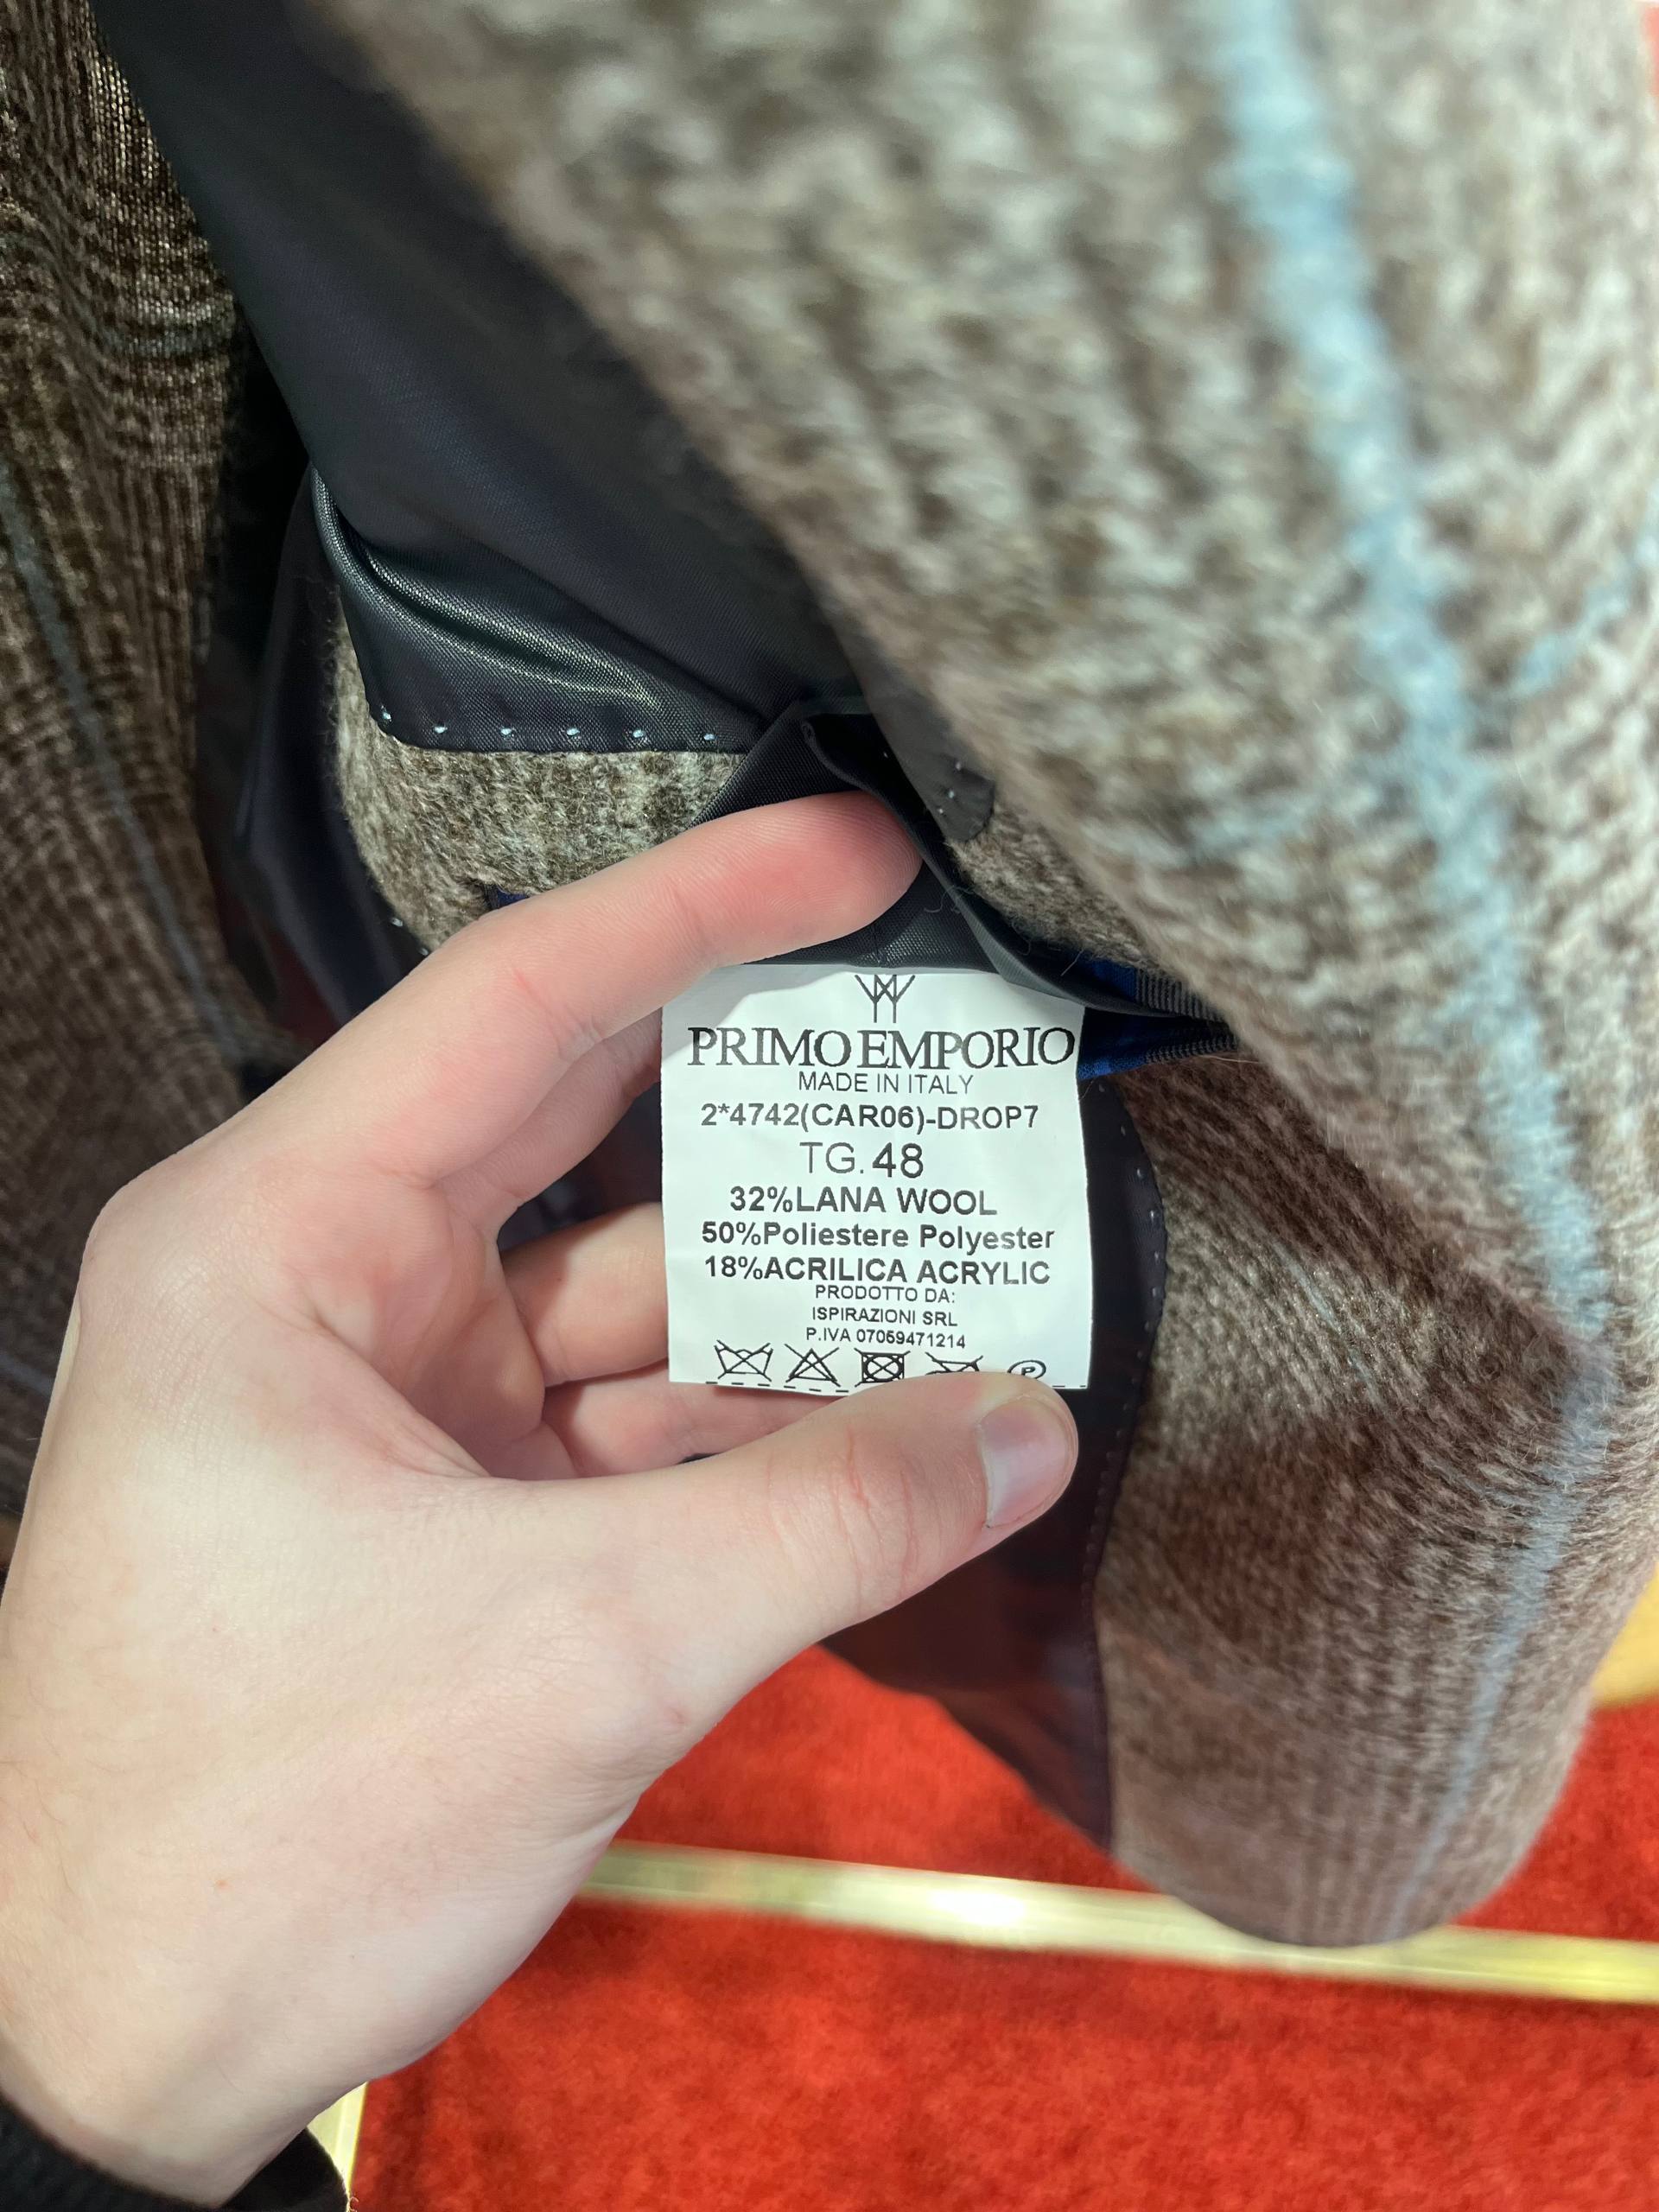 PRIMO EMPORIO
MADE IN ITALY
2*4742(CAR06)-DROP7
TG. 48
32%LANA WOOL
50%Poliestere Polyester
18%ACRILICA ACRYLIC
PRODOTTO DA:
ISPIRAZIONI SRL
P.IVA 07059471214
P